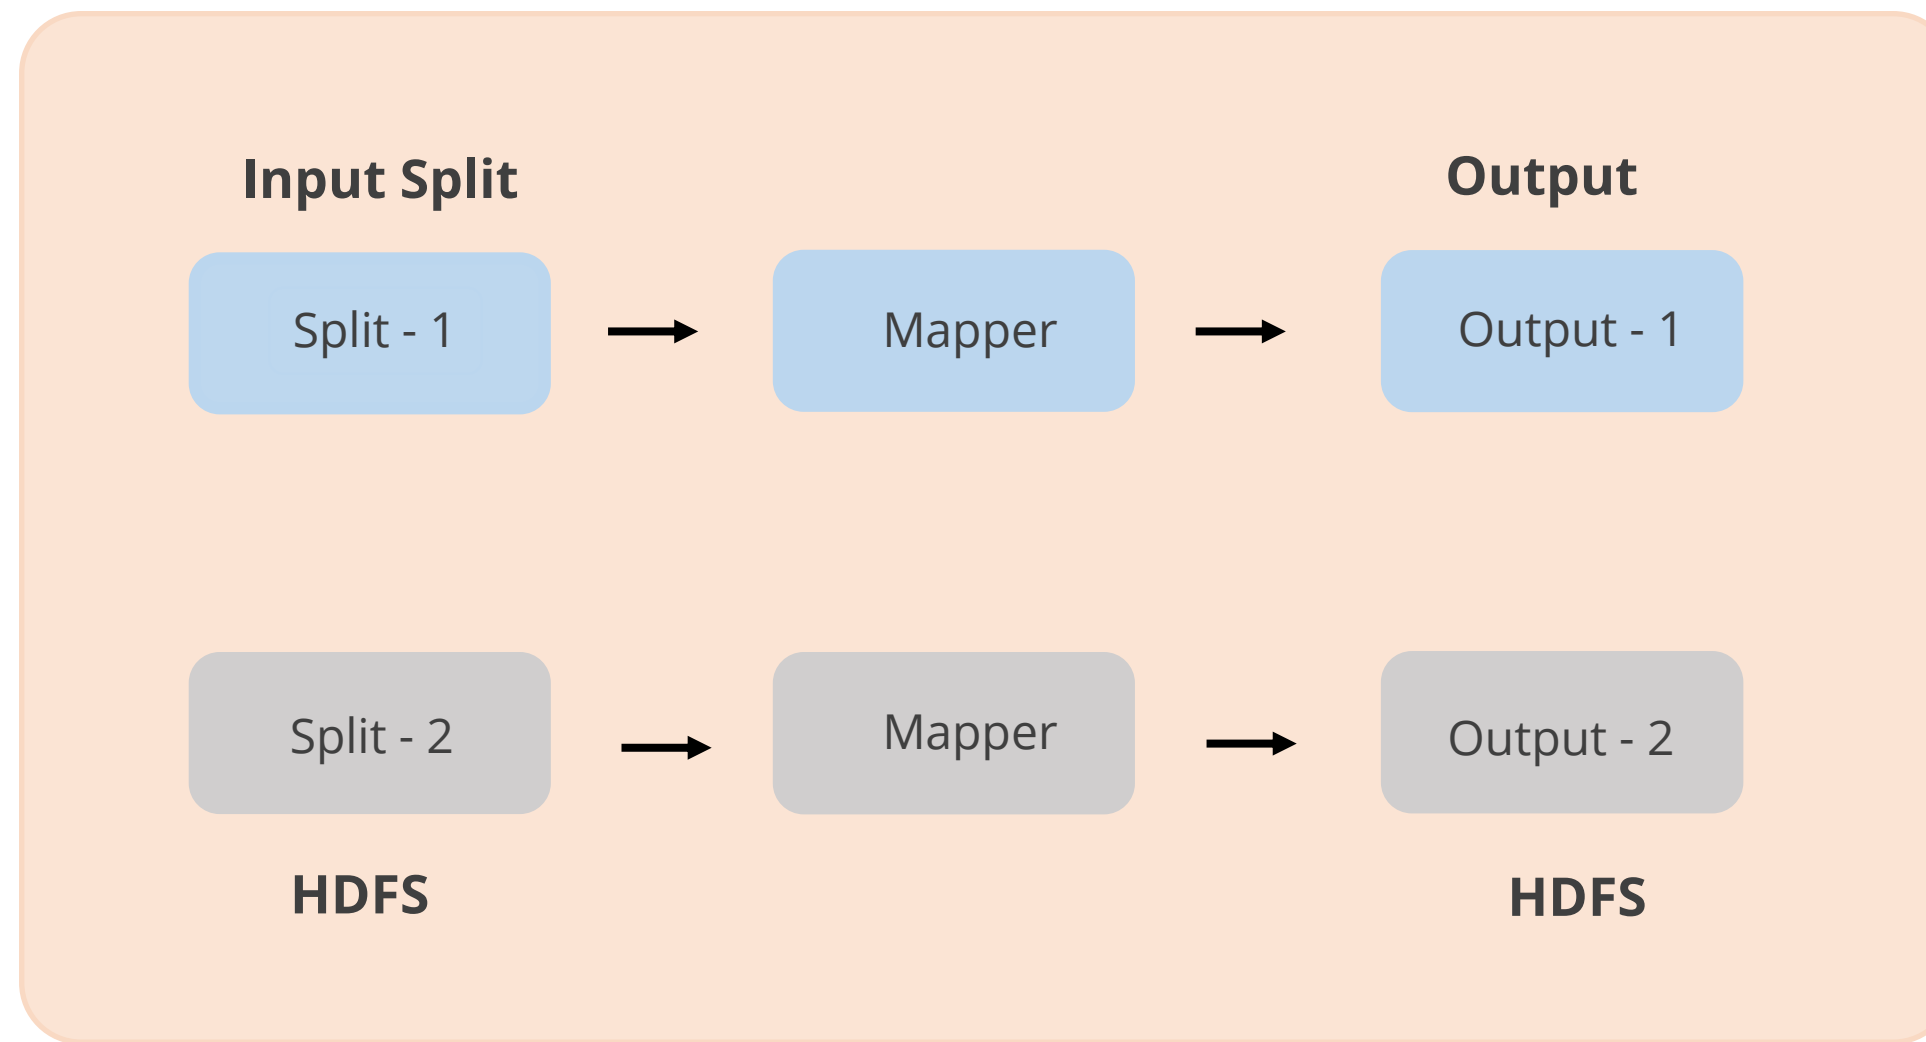 Input Split
Output
Split - 1
Mapper
Output - 1
Split - 2
Mapper
Output - 2
HDFS
HDFS